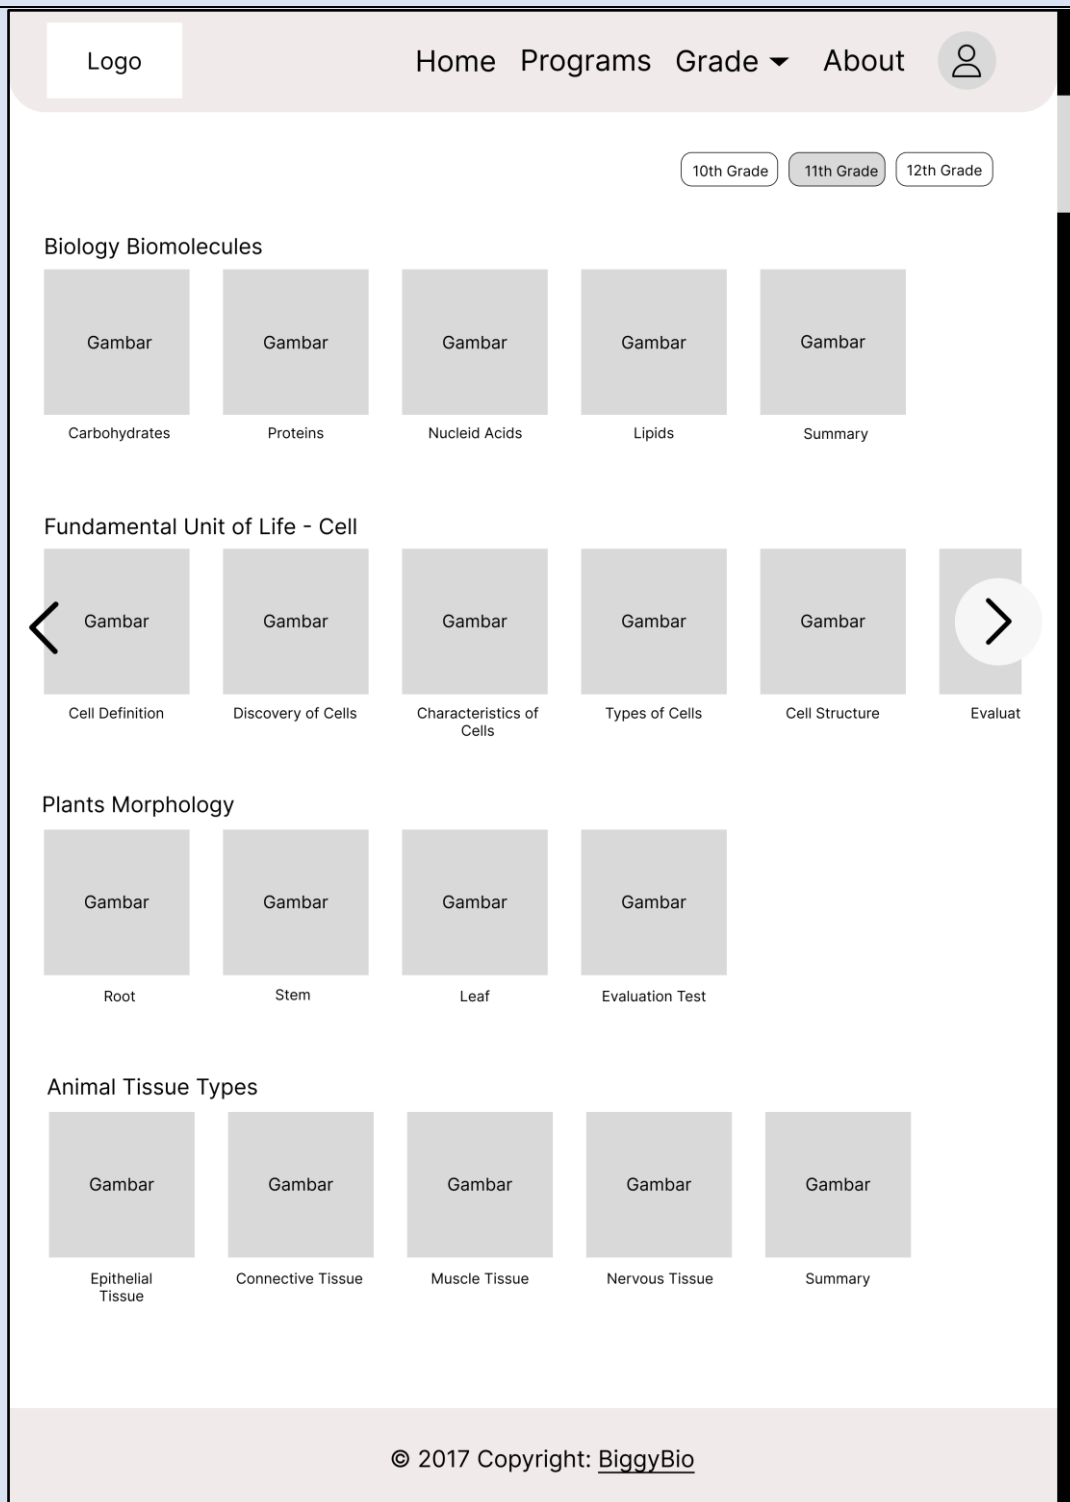 Logo
Home Programs Grade About
10th Grade 11th Grade 12th Grade
Biology Biomolecules
Gambar Gambar Gambar Gambar Gambar
Carbohydrates Proteins Nucleid Acids Lipids Summary
Fundamental Unit of Life - Cell
Gambar Gambar Gambar Gambar Gambar
Cell Definition Discovery of Cells Characteristics of Types of Cells Cell Structure Evaluat
Cells
Plants Morphology
Gambar Gambar Gambar Gambar
Root Stem Leaf Evaluation Test
Animal Tissue Types
Gambar Gambar Gambar Gambar Gambar
Epithelial Connective Tissue Muscle Tissue Nervous Tissue Summary
Tissue
© 2017 Copyright: BiggyBio